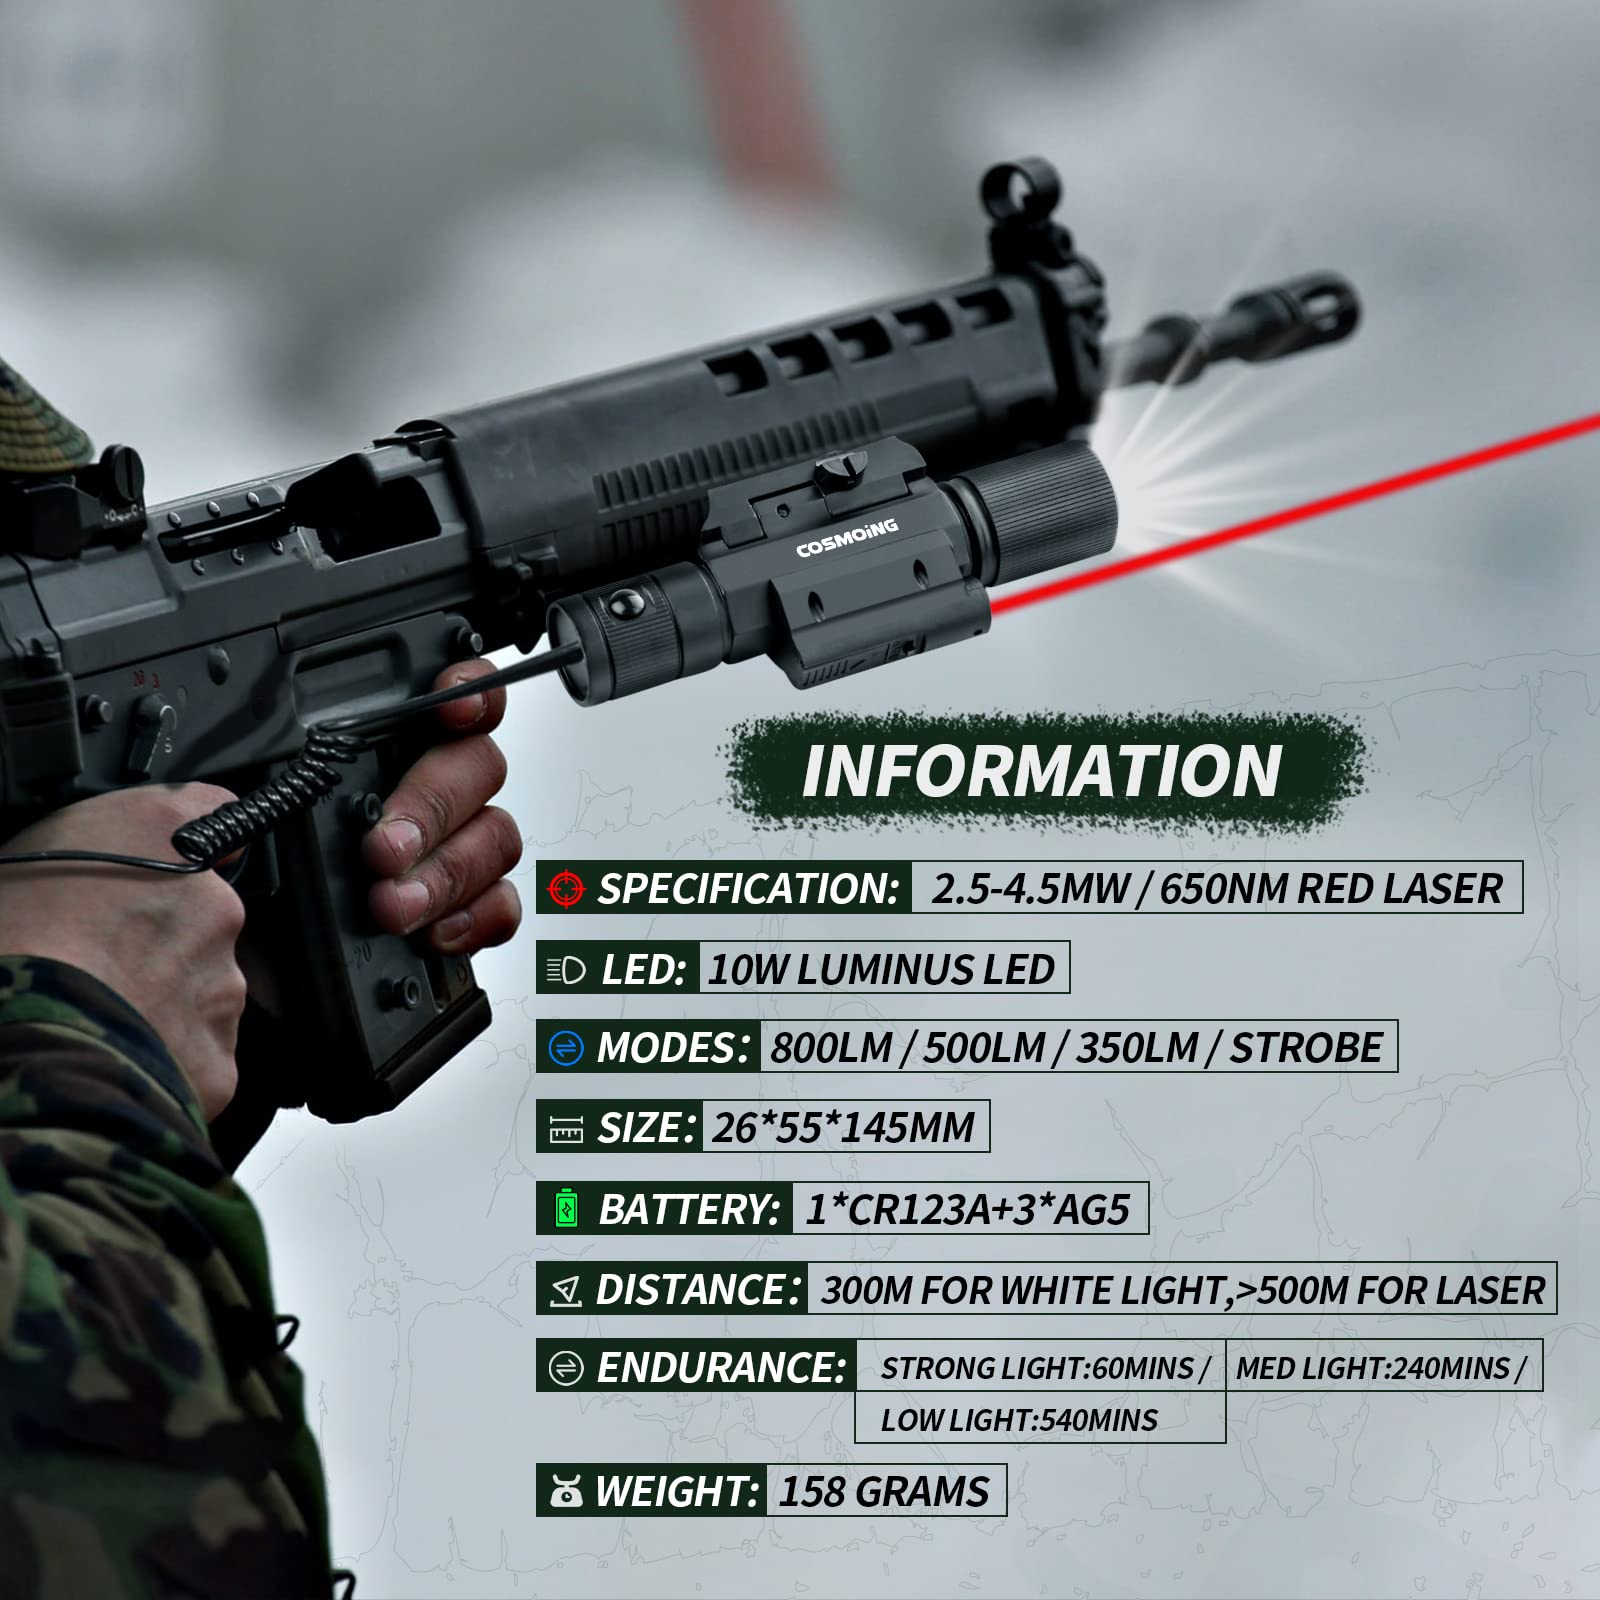 COSMOiNG
INFORMATION
SPECIFICATION: 2.5-4.5MW / 650NM RED LASER
LED: 10W LUMINUS LED
MODES: 800LM / 500LM / 350LM / STROBE
SIZE: 26*55*145MM
BATTERY: 1*CR123A+3*AG5
DISTANCE: 300M FOR WHITE LIGHT,>500M FOR LASER
ENDURANCE: STRONG LIGHT:60MINS / MED LIGHT:240MINS /
LOW LIGHT:540MINS
WEIGHT: 158 GRAMS
3
S
20